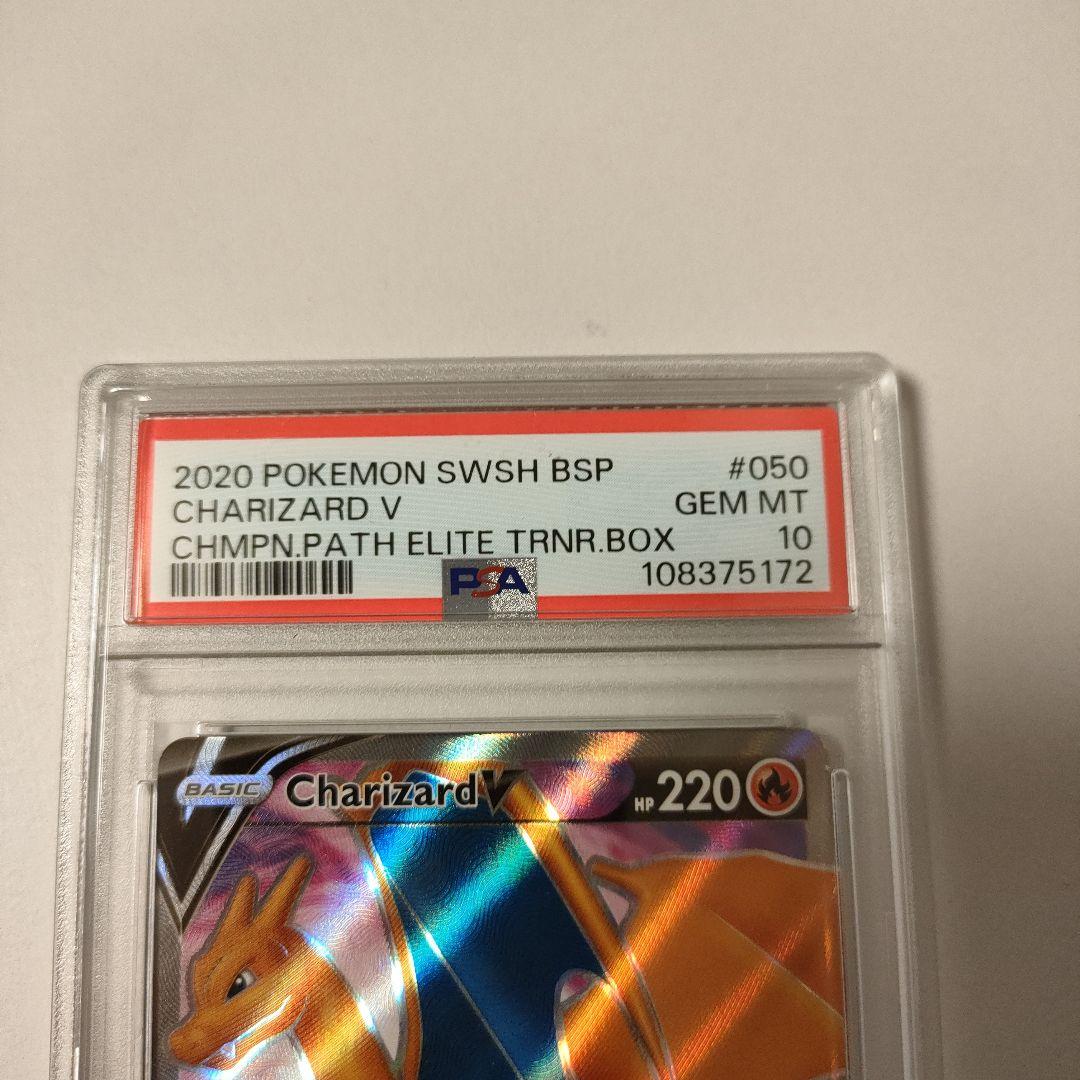 2020 POKEMON SWSH BSP #050
CHARIZARD V GEM MT
CHMPN.PATH ELITE TRNR.BOX 10
PSA 108375172
BASIC Charizard V HP 220